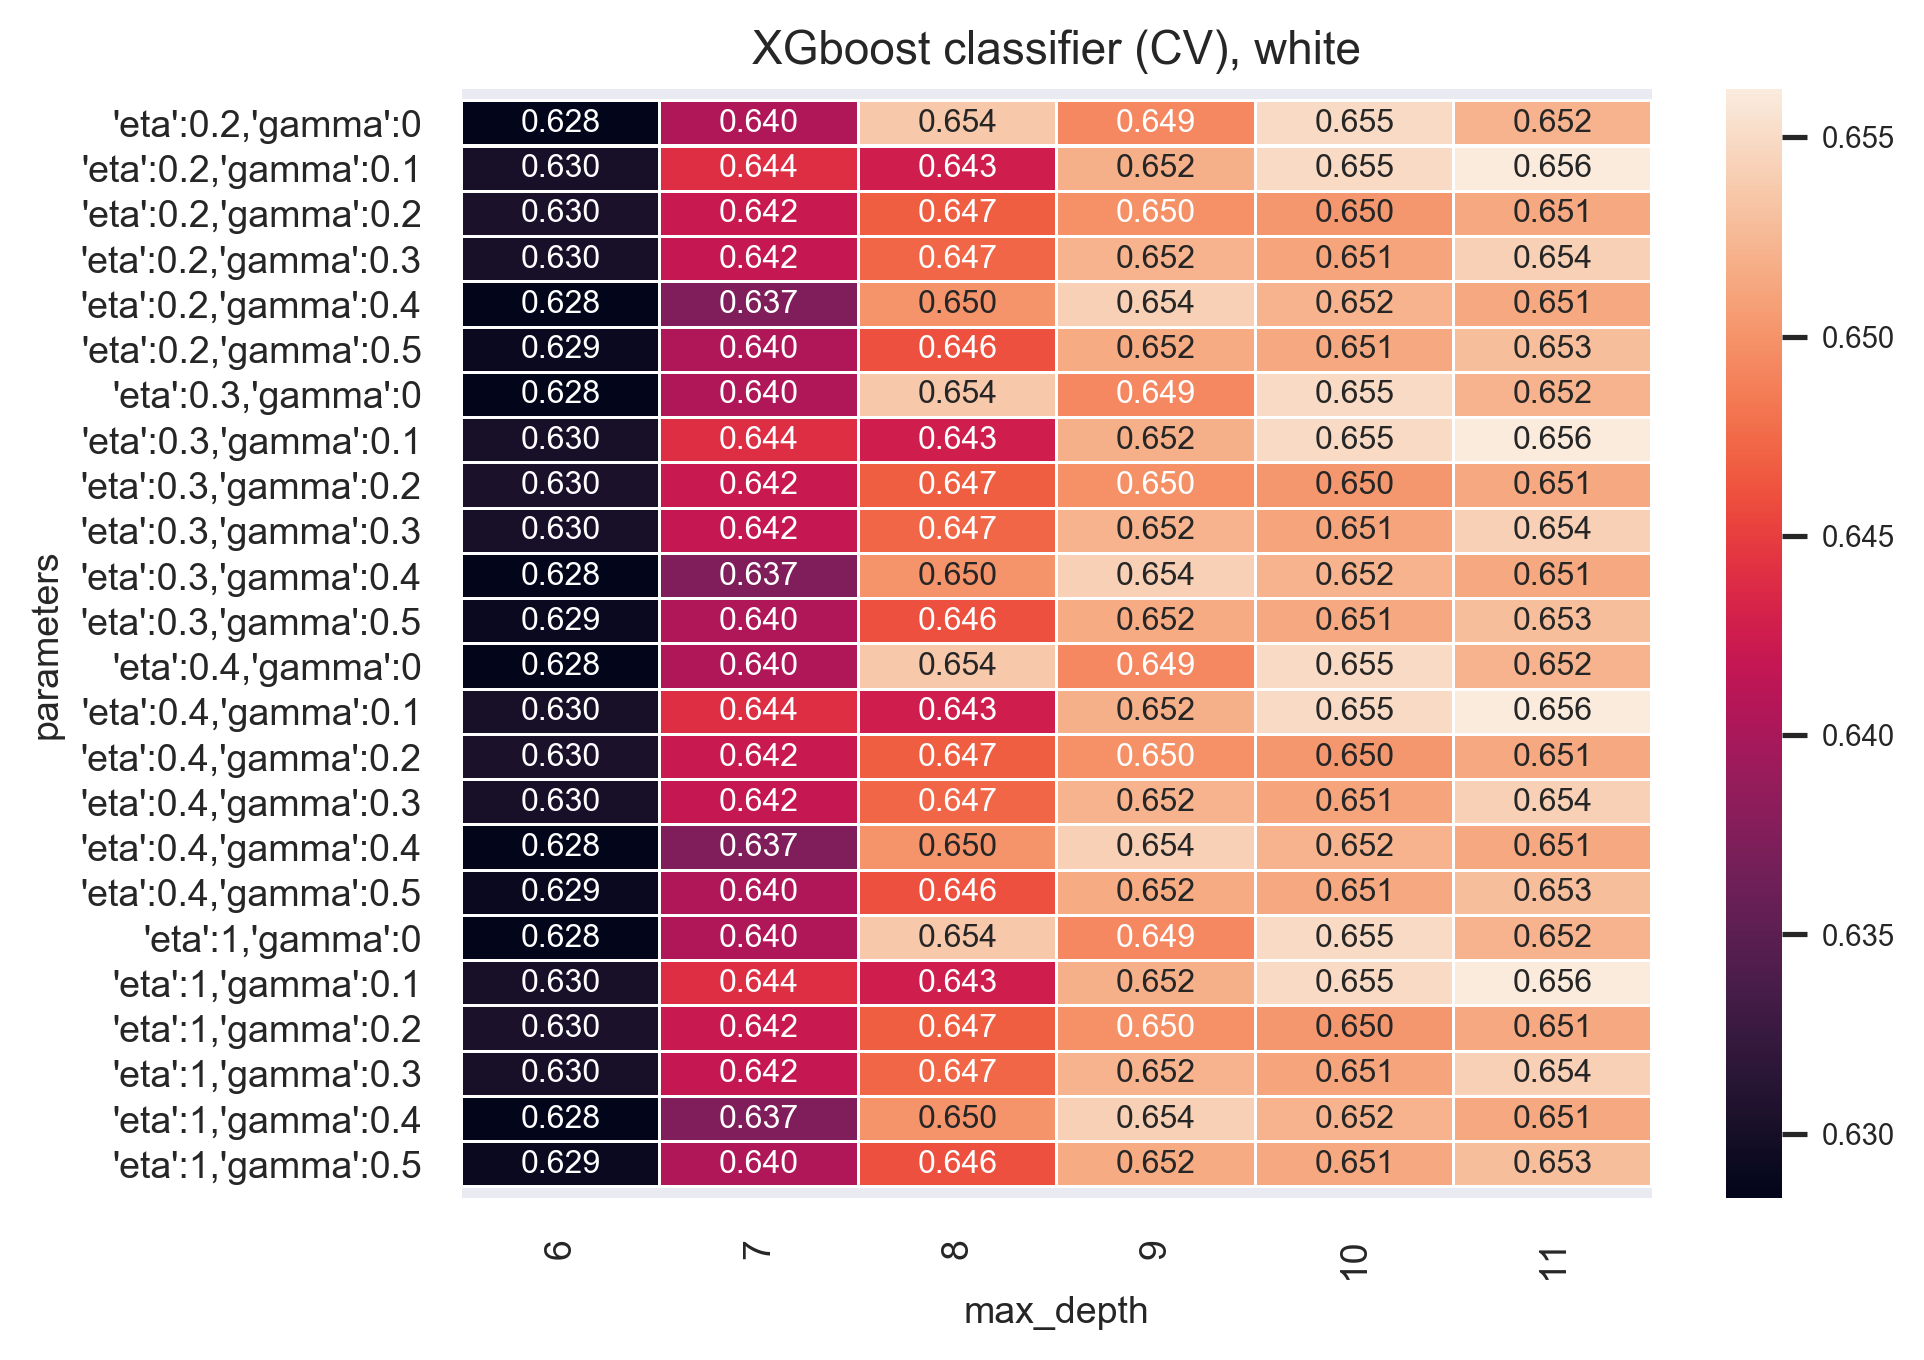 XGboost classifier (CV), white
parameters
'eta':0.2,'gamma':0 0.628 0.640 0.654 0.649 0.655 0.652
'eta':0.2,'gamma':0.1 0.630 0.644 0.643 0.652 0.655 0.656
'eta':0.2,'gamma':0.2 0.630 0.642 0.647 0.650 0.650 0.651
'eta':0.2,'gamma':0.3 0.630 0.642 0.647 0.652 0.651 0.654
'eta':0.2,'gamma':0.4 0.628 0.637 0.650 0.654 0.652 0.651
'eta':0.2,'gamma':0.5 0.629 0.640 0.646 0.652 0.651 0.653
'eta':0.3,'gamma':0 0.628 0.640 0.654 0.649 0.655 0.652
'eta':0.3,'gamma':0.1 0.630 0.644 0.643 0.652 0.655 0.656
'eta':0.3,'gamma':0.2 0.630 0.642 0.647 0.650 0.650 0.651
'eta':0.3,'gamma':0.3 0.630 0.642 0.647 0.652 0.651 0.654
'eta':0.3,'gamma':0.4 0.628 0.637 0.650 0.654 0.652 0.651
'eta':0.3,'gamma':0.5 0.629 0.640 0.646 0.652 0.651 0.653
'eta':0.4,'gamma':0 0.628 0.640 0.654 0.649 0.655 0.652
'eta':0.4,'gamma':0.1 0.630 0.644 0.643 0.652 0.655 0.656
'eta':0.4,'gamma':0.2 0.630 0.642 0.647 0.650 0.650 0.651
'eta':0.4,'gamma':0.3 0.630 0.642 0.647 0.652 0.651 0.654
'eta':0.4,'gamma':0.4 0.628 0.637 0.650 0.654 0.652 0.651
'eta':0.4,'gamma':0.5 0.629 0.640 0.646 0.652 0.651 0.653
'eta':1,'gamma':0 0.628 0.640 0.654 0.649 0.655 0.652
'eta':1,'gamma':0.1 0.630 0.644 0.643 0.652 0.655 0.656
'eta':1,'gamma':0.2 0.630 0.642 0.647 0.650 0.650 0.651
'eta':1,'gamma':0.3 0.630 0.642 0.647 0.652 0.651 0.654
'eta':1,'gamma':0.4 0.628 0.637 0.650 0.654 0.652 0.651
'eta':1,'gamma':0.5 0.629 0.640 0.646 0.652 0.651 0.653
6 7 8 9 10 11
max_depth
0.655
0.650
0.645
0.640
0.635
0.630